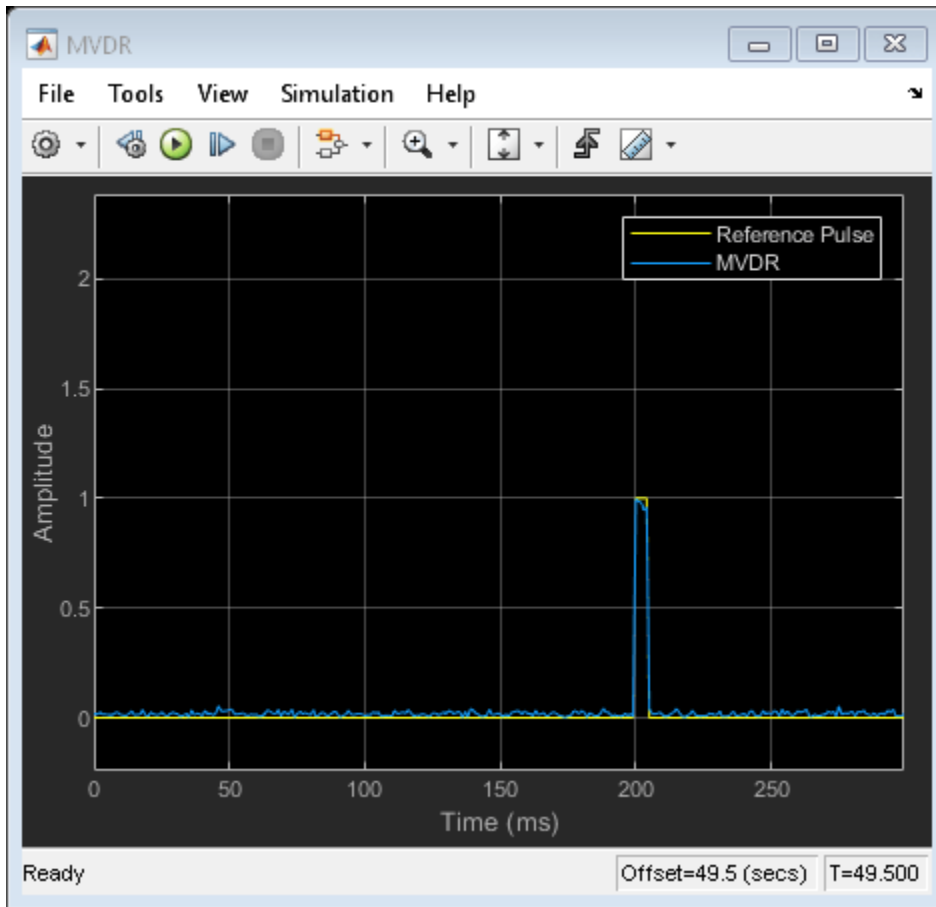 MVDR
File Tools View Simulation Help
Reference Pulse
MVDR
2
1.5
1
0.5
0
Amplitude
0 50 100 150 200 250
Time (ms)
Ready Offset=49.5 (secs) T=49.500